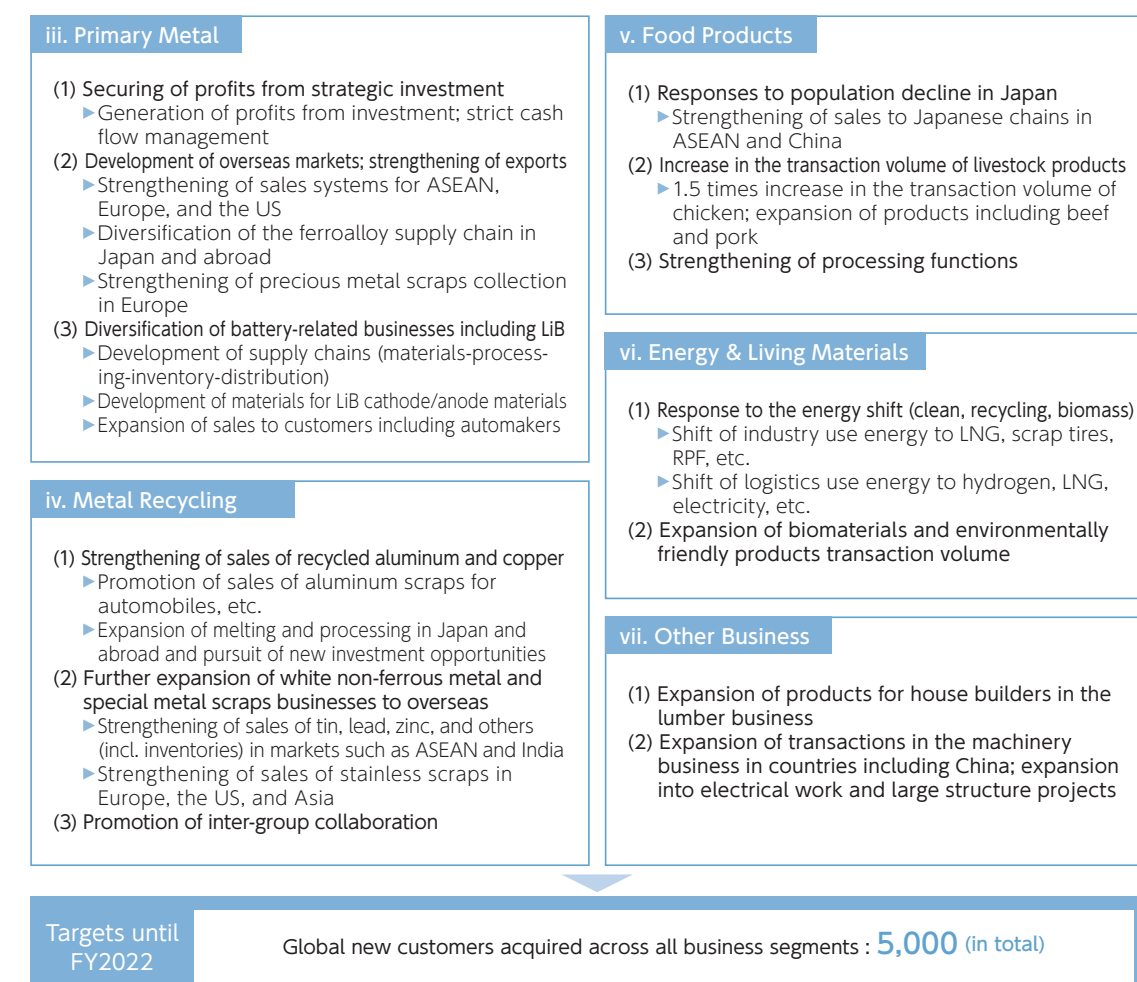 iii. Primary Metal
(1) Securing of profits from strategic investment
▶Generation of profits from investment; strict cash
flow management
(2) Development of overseas markets; strengthening of exports
▶Strengthening of sales systems for ASEAN,
Europe, and the US
▶Diversification of the ferroalloy supply chain in
Japan and abroad
▶Strengthening of precious metal scraps collection
in Europe
(3) Diversification of battery-related businesses including LiB
▶Development of supply chains (materials-process-
ing-inventory-distribution)
▶Development of materials for LiB cathode/anode materials
▶Expansion of sales to customers including automakers
iv. Metal Recycling
(1) Strengthening of sales of recycled aluminum and copper
▶Promotion of sales of aluminum scraps for
automobiles, etc.
▶Expansion of melting and processing in Japan and
abroad and pursuit of new investment opportunities
(2) Further expansion of white non-ferrous metal and
special metal scraps businesses to overseas
▶Strengthening of sales of tin, lead, zinc, and others
(incl. inventories) in markets such as ASEAN and India
▶Strengthening of sales of stainless scraps in
Europe, the US, and Asia
(3) Promotion of inter-group collaboration
v. Food Products
(1) Responses to population decline in Japan
▶Strengthening of sales to Japanese chains in
ASEAN and China
(2) Increase in the transaction volume of livestock products
▶1.5 times increase in the transaction volume of
chicken; expansion of products including beef
and pork
(3) Strengthening of processing functions
vi. Energy & Living Materials
(1) Response to the energy shift (clean, recycling, biomass)
▶Shift of industry use energy to LNG, scrap tires,
RPF, etc.
▶Shift of logistics use energy to hydrogen, LNG,
electricity, etc.
(2) Expansion of biomaterials and environmentally
friendly products transaction volume
vii. Other Business
(1) Expansion of products for house builders in the
lumber business
(2) Expansion of transactions in the machinery
business in countries including China; expansion
into electrical work and large structure projects
Targets until
FY2022
Global new customers acquired across all business segments : 5,000 (in total)